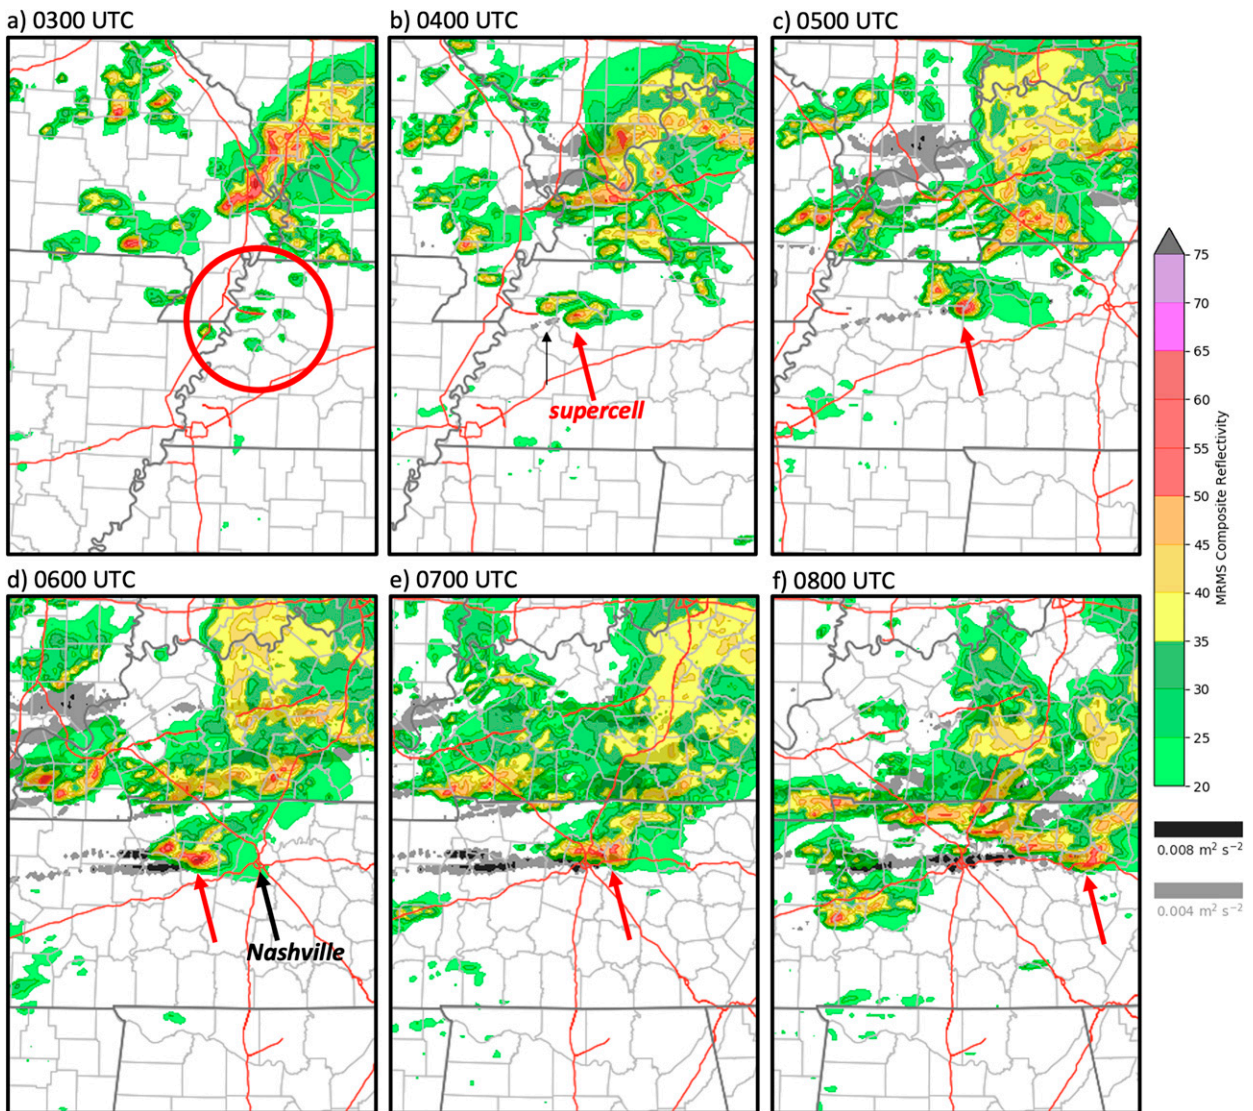 a) 0300 UTC
b) 0400 UTC
c) 0500 UTC
supercell
75
70
65
60
55
50
45
40
35
30
25
20
MRMS Composite Reflectivity
d) 0600 UTC
e) 0700 UTC
f) 0800 UTC
Nashville
0.008 m² s⁻²
0.004 m² s⁻²